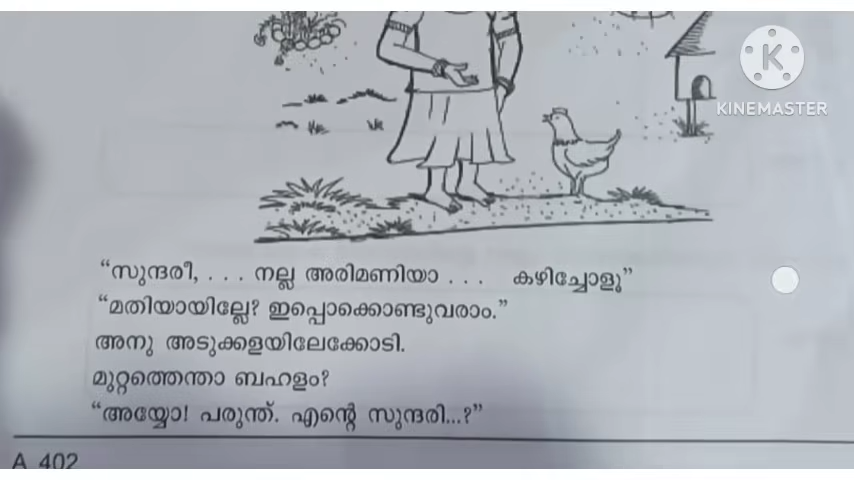 KINEMASTER
“സുന്ദരീ, . . . നല്ല അരിമണിയാ . . . കഴിച്ചോളൂ”
“മതിയായില്ലേ? ഇപ്പൊക്കൊണ്ടുവരാം.”
അനു അടുക്കളയിലേക്കോടി.
മുറ്റത്തെന്താ ബഹളം?
“അയ്യോ! പരുന്ത്. എന്റെ സുന്ദരി...?”
A 402